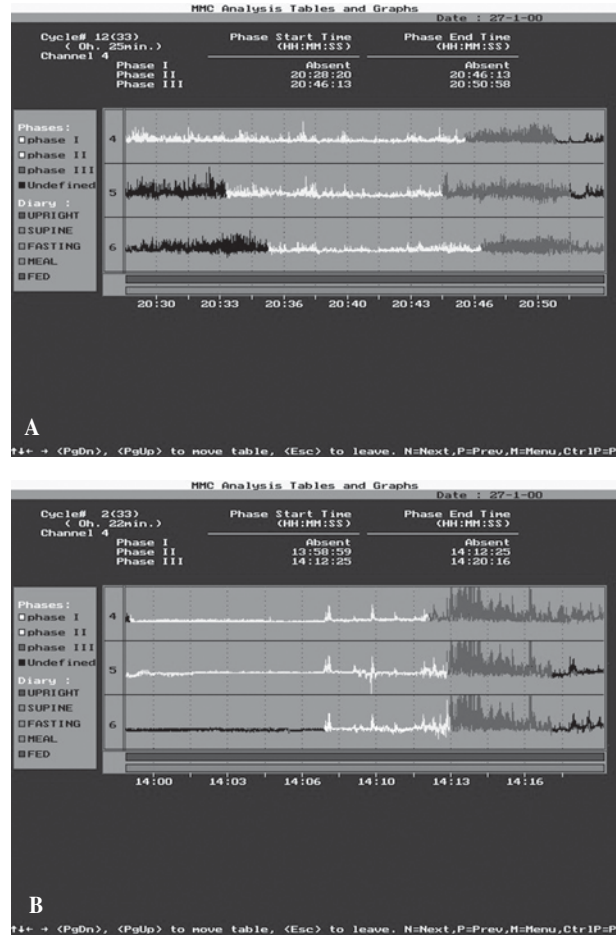 MMC Analysis Tables and Graphs
Date : 27-1-00
Cycle# 12(33)
( 0h. 25min.)
Channel 4
Phase Start Time
(HH:MM:SS)
Phase End Time
(HH:MM:SS)
Phase I Absent Absent
Phase II 20:28:20 20:46:13
Phase III 20:46:13 20:50:58
Phases:
phase I
phase II
phase III
Undefined
Diary :
UPRIGHT
SUPINE
FASTING
MEAL
FED
4
5
6
20:30 20:33 20:36 20:40 20:43 20:46 20:50
A
↑↓← → <PgDn>, <PgUp> to move table, <Esc> to leave. N=Next,P=Prev,M=Menu,CtrlP=P
MMC Analysis Tables and Graphs
Date : 27-1-00
Cycle# 2(33)
( 0h. 22min.)
Channel 4
Phase Start Time
(HH:MM:SS)
Phase End Time
(HH:MM:SS)
Phase I Absent Absent
Phase II 13:58:59 14:12:25
Phase III 14:12:25 14:20:16
Phases:
phase I
phase II
phase III
Undefined
Diary :
UPRIGHT
SUPINE
FASTING
MEAL
FED
4
5
6
14:00 14:03 14:06 14:10 14:13 14:16
B
↑↓← → <PgDn>, <PgUp> to move table, <Esc> to leave. N=Next,P=Prev,M=Menu,CtrlP=P